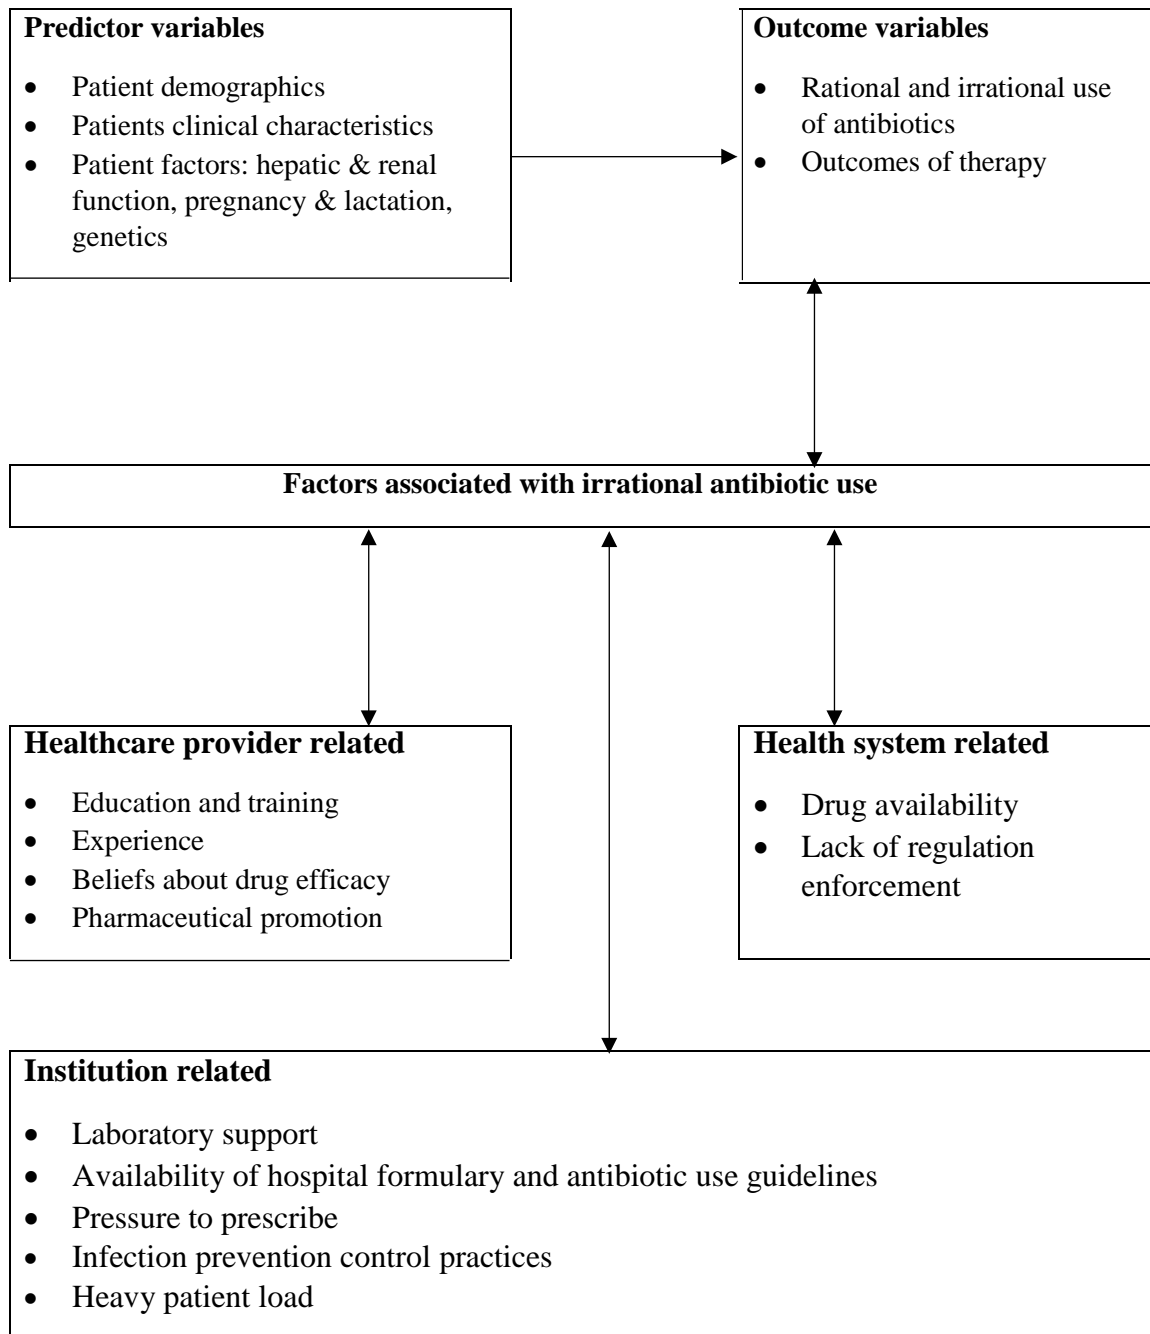 Predictor variables
• Patient demographics
• Patients clinical characteristics
• Patient factors: hepatic & renal
function, pregnancy & lactation,
genetics
Outcome variables
• Rational and irrational use
of antibiotics
• Outcomes of therapy
Factors associated with irrational antibiotic use
Healthcare provider related
• Education and training
• Experience
• Beliefs about drug efficacy
• Pharmaceutical promotion
Health system related
• Drug availability
• Lack of regulation
enforcement
Institution related
• Laboratory support
• Availability of hospital formulary and antibiotic use guidelines
• Pressure to prescribe
• Infection prevention control practices
• Heavy patient load